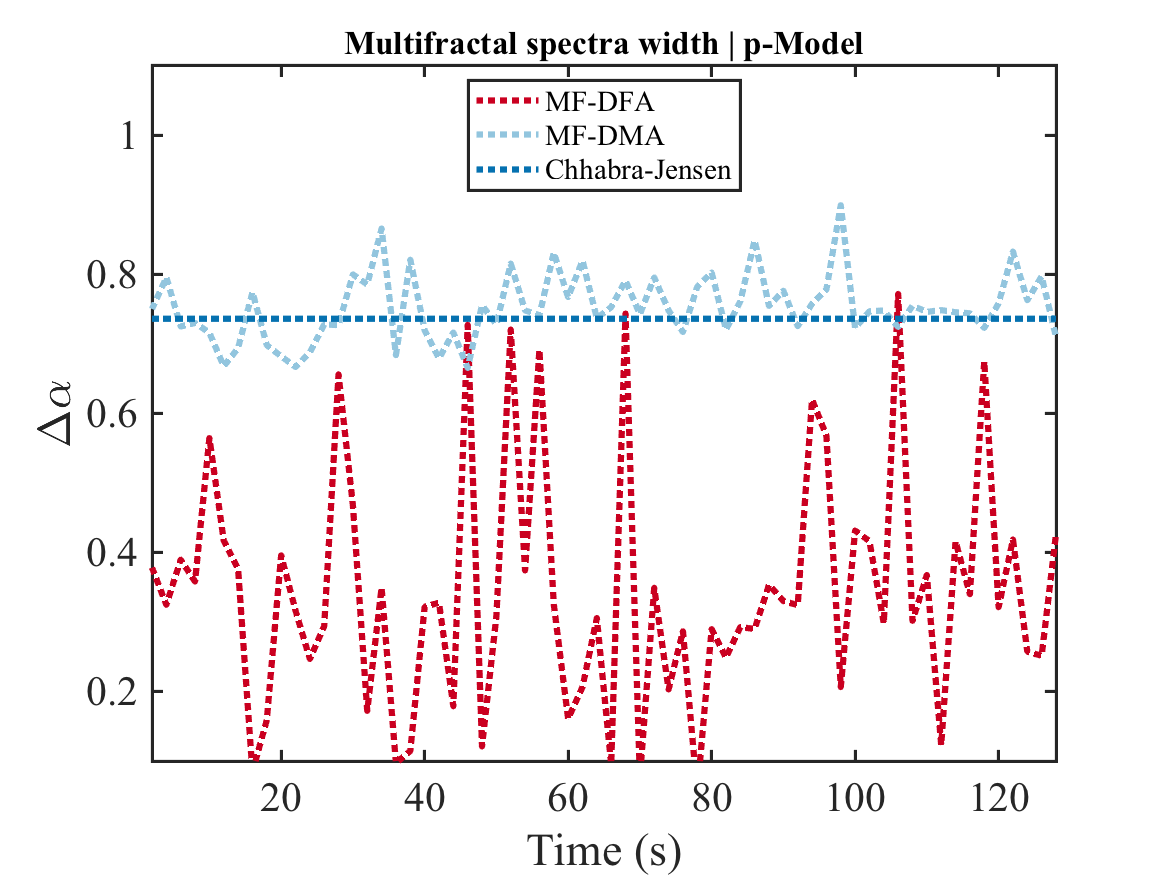 Multifractal spectra width | p-Model
MF-DFA
MF-DMA
Chhabra-Jensen
1
0.8
0.6
0.4
0.2
Δα
20 40 60 80 100 120
Time (s)